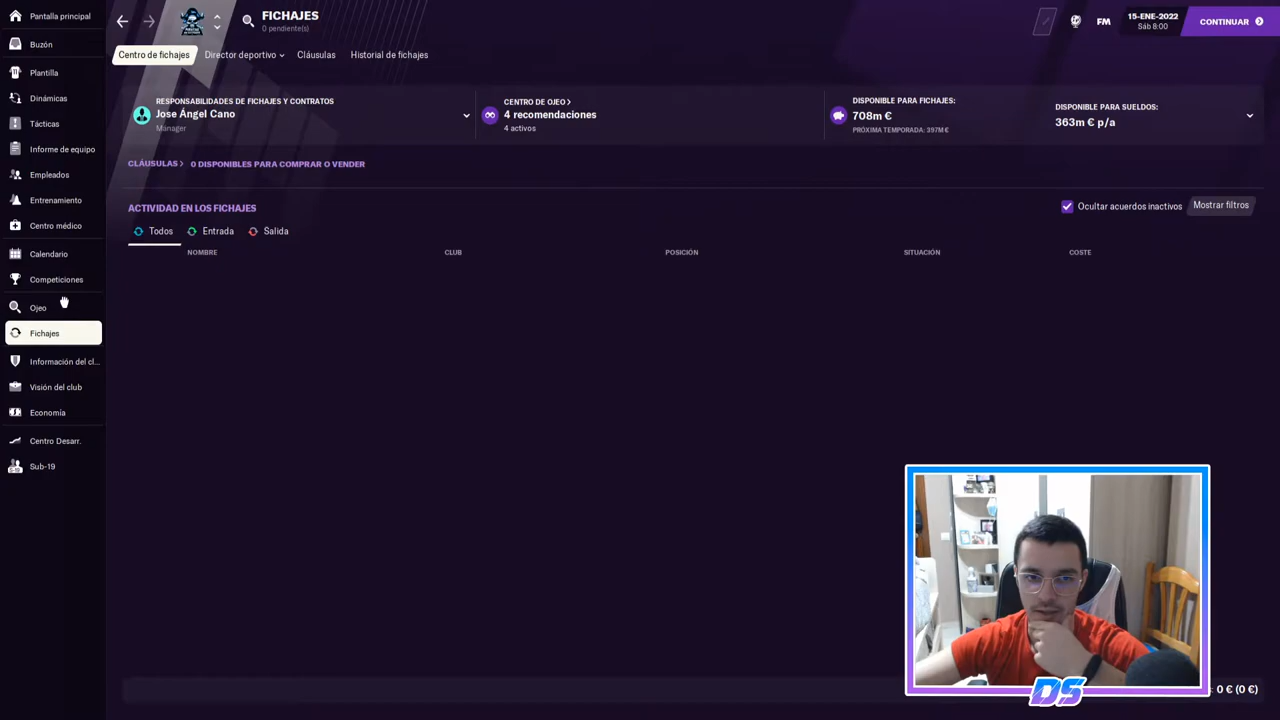 Pantalla principal
Buzón
Plantilla
Dinámicas
Tácticas
Informe de equipo
Empleados
Entrenamiento
Centro médico
Calendario
Competiciones
Ojeo
Fichajes
Información del cl...
Visión del club
Economía
Centro Desarr.
Sub-19
FICHAJES
0 pendiente(s)
FM
15-ENE-2022
Sáb 8:00
CONTINUAR
Centro de fichajes
Director deportivo
Cláusulas
Historial de fichajes
RESPONSABILIDADES DE FICHAJES Y CONTRATOS
Jose Ángel Cano
Manager
CENTRO DE OJEO >
4 recomendaciones
4 activos
DISPONIBLE PARA FICHAJES:
708m €
PRÓXIMA TEMPORADA: 397M €
DISPONIBLE PARA SUELDOS:
363m € p/a
CLÁUSULAS > 0 DISPONIBLES PARA COMPRAR O VENDER
ACTIVIDAD EN LOS FICHAJES
Ocultar acuerdos inactivos
Mostrar filtros
Todos Entrada Salida
NOMBRE CLUB POSICIÓN SITUACIÓN COSTE
0 € (0 €)
DS